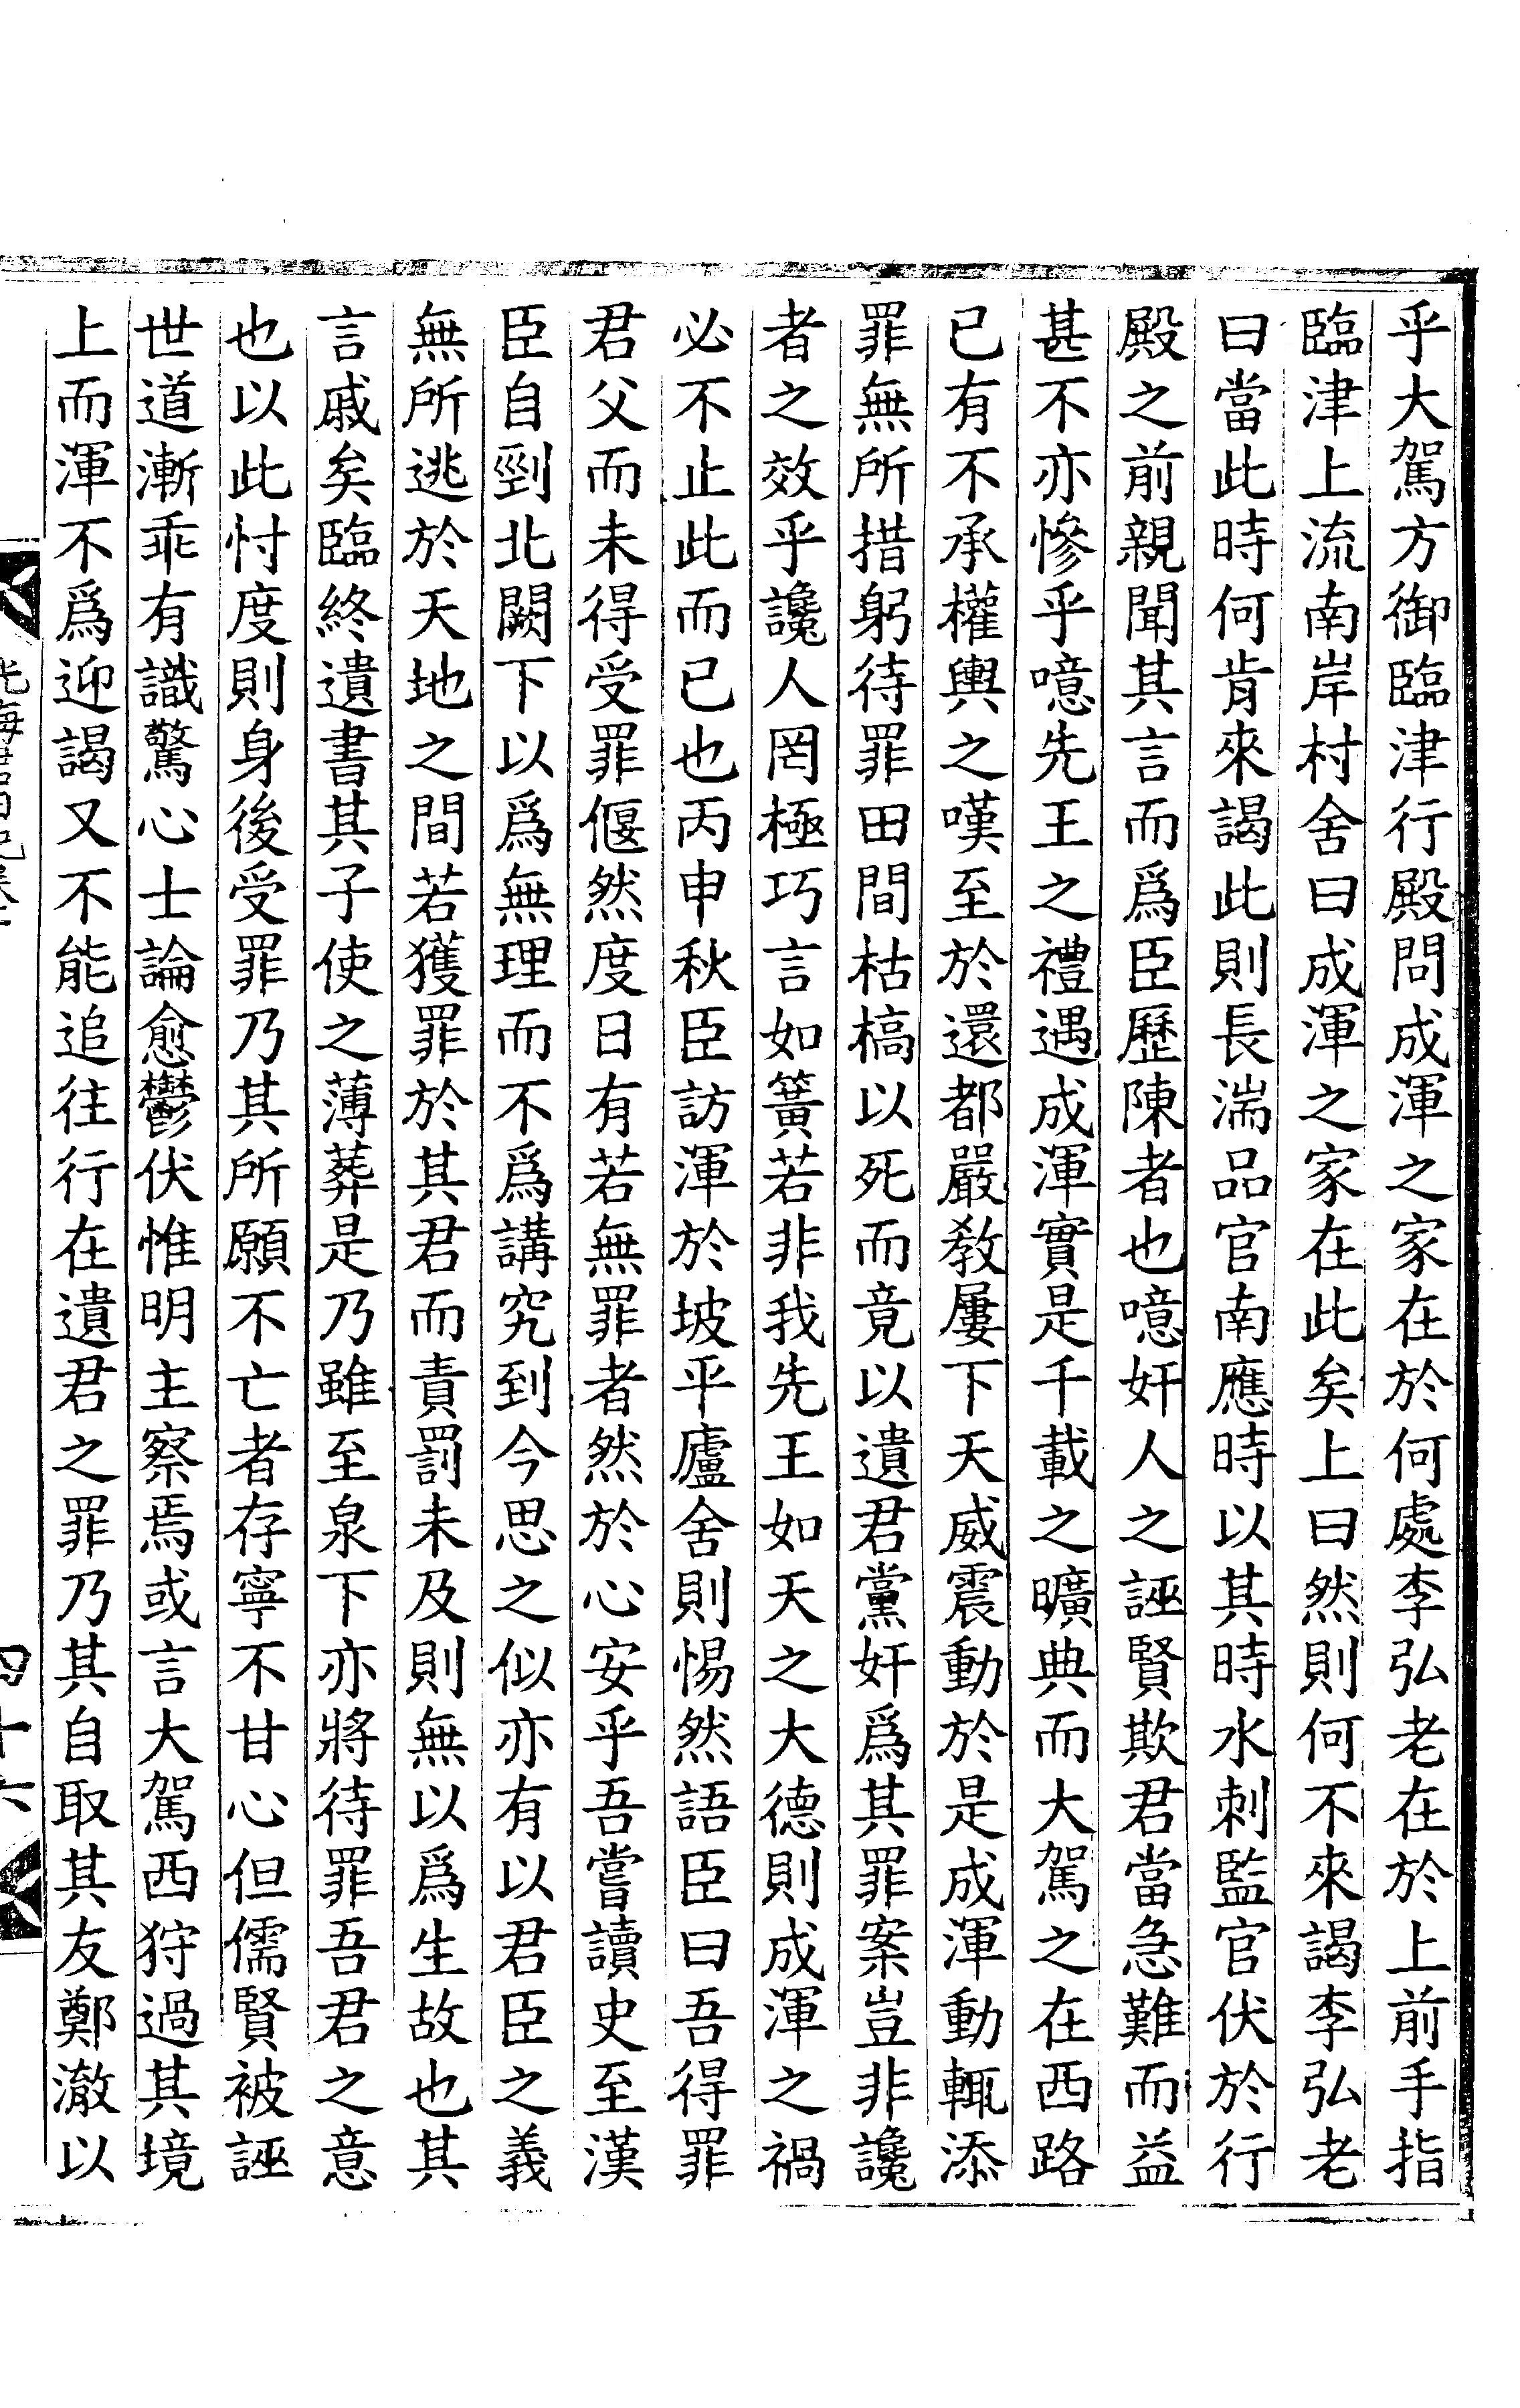 乎大駕方御臨津行殿問成渾之家在於何處李弘老在於上前手指
臨津上流南岸村舍曰成渾之家在此矣上曰然則何不來謁李弘老
曰當此時何肯來謁此則長湍品官南應時以其時水剌監官伏於行
殿之前親聞其言而爲臣歷陳者也噫奸人之誣賢欺君當急難而益
甚不亦慘乎噫先王之禮遇成渾實是千載之曠典而大駕之在西路
已有不承權輿之嘆至於還都嚴敎屢下天威震動於是成渾動輒添
罪無所措躬待罪田間枯槁以死而竟以遺君黨奸爲其罪案豈非讒
者之效乎讒人罔極巧言如簧若非我先王如天之大德則成渾之禍
必不止此而已也丙申秋臣訪渾於坡平廬舍則惕然語臣曰吾得罪
君父而未得受罪偃然度日有若無罪者然於心安乎吾嘗讀史至漢
臣自剄北闕下以爲無理而不爲講究到今思之似亦有以君臣之義
無所逃於天地之間若獲罪於其君而責罰未及則無以爲生故也其
言戚矣臨終遺書其子使之薄葬是乃雖至泉下亦將待罪吾君之意
也以此忖度則身後受罪乃其所願不亡者存寧不甘心但儒賢被誣
世道漸乖有識驚心士論愈鬱伏惟明主察焉或言大駕西狩過其境
上而渾不爲迎謁又不能追往行在遺君之罪乃其自取其友鄭澈以